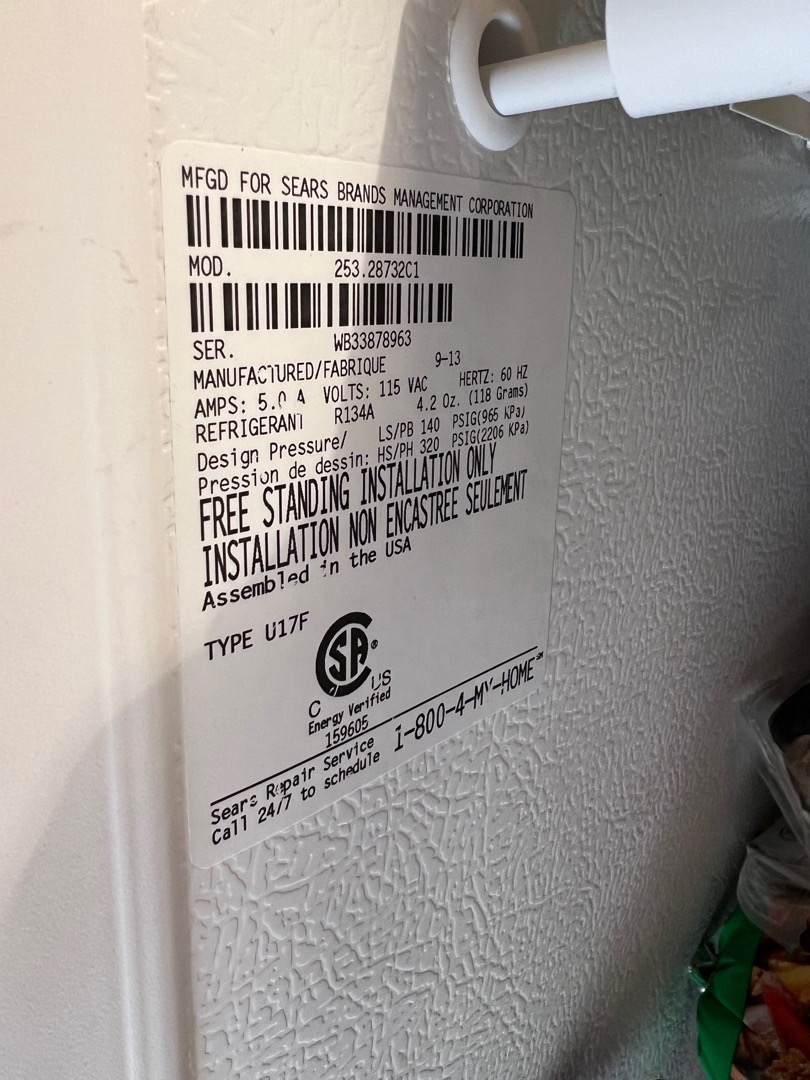 MFGD FOR SEARS BRANDS MANAGEMENT CORPORATION
MOD. 253.28732C1
SER. WB33878963
MANUFACTURED/FABRIQUE 9-13
AMPS: 5.0 A VOLTS: 115 VAC HERTZ: 60 HZ
REFRIGERANT R134A 4.2 Oz. (118 Grams)
Design Pressure/ LS/PB 140 PSIG(965 KPa)
Pression de dessin: HS/PH 320 PSIG(2206 KPa)
FREE STANDING INSTALLATION ONLY
INSTALLATION NON ENCASTREE SEULEMENT
Assembled in the USA
TYPE U17F
SA®
C US
Energy Verified
159605
Sears Repair Service
Call 24/7 to schedule 1-800-4-MY-HOME℠